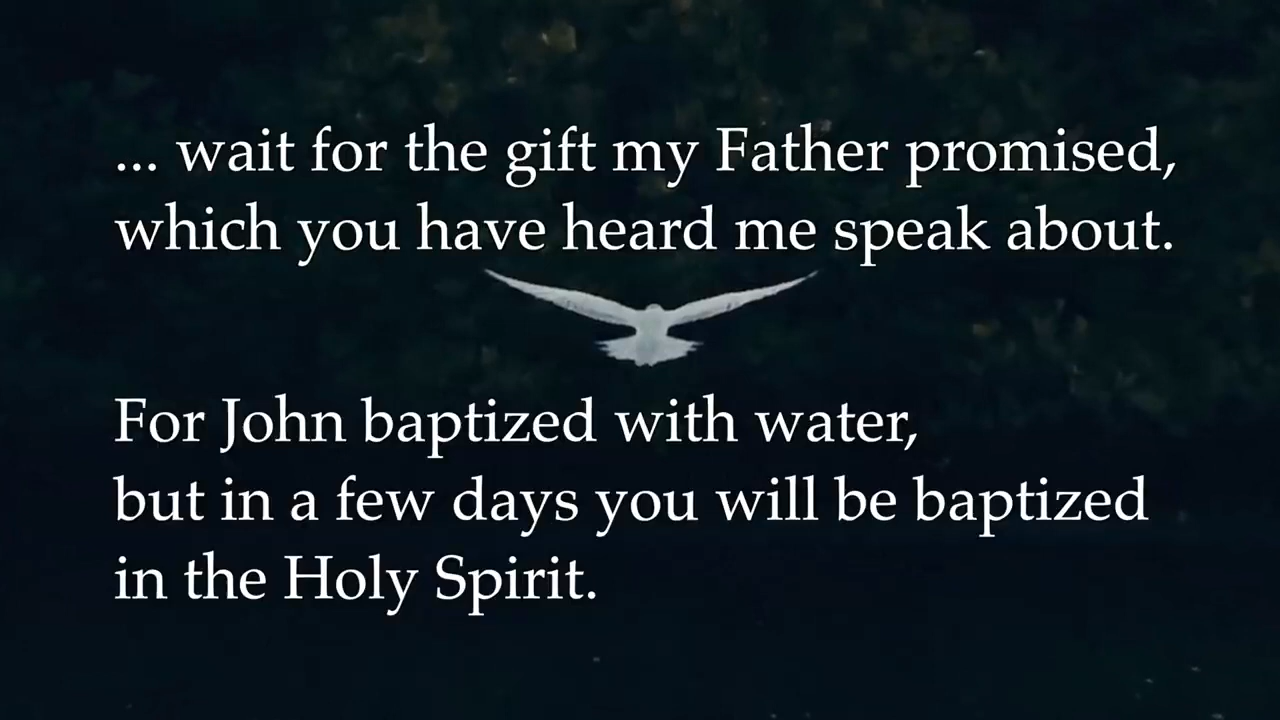 ... wait for the gift my Father promised,
which you have heard me speak about.
For John baptized with water,
but in a few days you will be baptized
in the Holy Spirit.